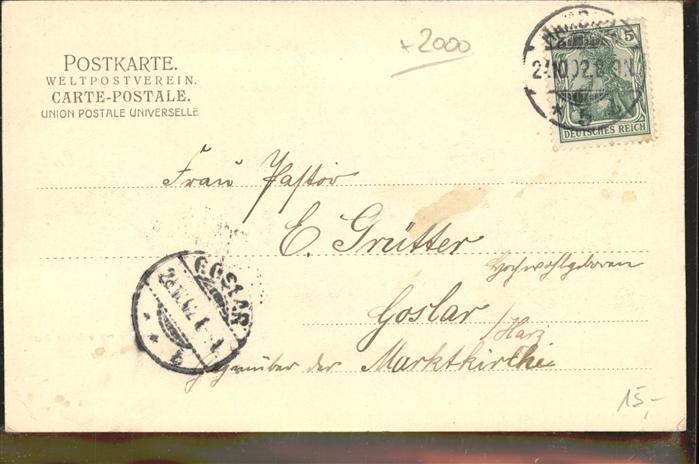 +2000
POSTKARTE.
WELTPOSTVEREIN.
CARTE-POSTALE.
UNION POSTALE UNIVERSELLE
5
DEUTSCHES REICH
Frau Pastor
E. Grütter
Hochwohlgeboren
Goslar
/Harz
gegenüber der Marktkirche
GOSLAR
15,-